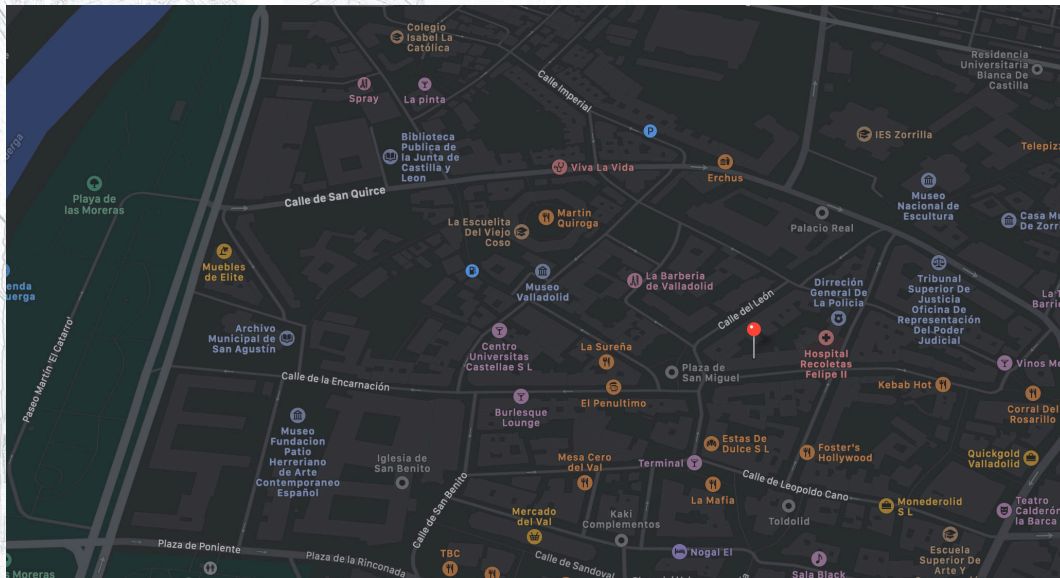 Colegio
Isabel La
Católica
Residencia
Universitaria
Blanca De
Castilla
Calle Imperial
Spray
La pinta
P
IES Zorrilla
Biblioteca
Publica de
la Junta de
Castilla y
Leon
Viva La Vida
Erchus
Playa de
las Moreras
Calle de San Quirce
Museo
Nacional de
Escultura
La Escuelita
Del Viejo
Coso
Martin
Quiroga
Palacio Real
Muebles
de Elite
Museo
Valladolid
La Barberia
de Valladolid
Dirreción
General De
La Policia
Tribunal
Superior De
Justicia
Oficina De
Representación
Del Poder
Judicial
Calle del León
Archivo
Municipal de
San Agustín
Centro
Universitas
Castellae S L
La Sureña
Plaza de
San Miguel
Hospital
Recoletas
Felipe II
Paseo Martín 'El Catarro'
Calle de la Encarnación
El Penultimo
Kebab Hot
Burlesque
Lounge
Corral Del
Rosarillo
Museo
Fundacion
Patio
Herreriano
de Arte
Contemporaneo
Español
Iglesia de
San Benito
Mesa Cero
del Val
Terminal
Estas De
Dulce S L
Foster's
Hollywood
Quickgold
Valladolid
Calle de San Benito
La Mafia
Calle de Leopoldo Cano
Mercado
del Val
Kaki
Complementos
Toldolid
Monederolid
S L
Teatro
Calderón
la Barca
Plaza de Poniente
Plaza de la Rinconada
TBC
Calle de Sandoval
Nogal El
Sala Black
Escuela
Superior De
Arte Y